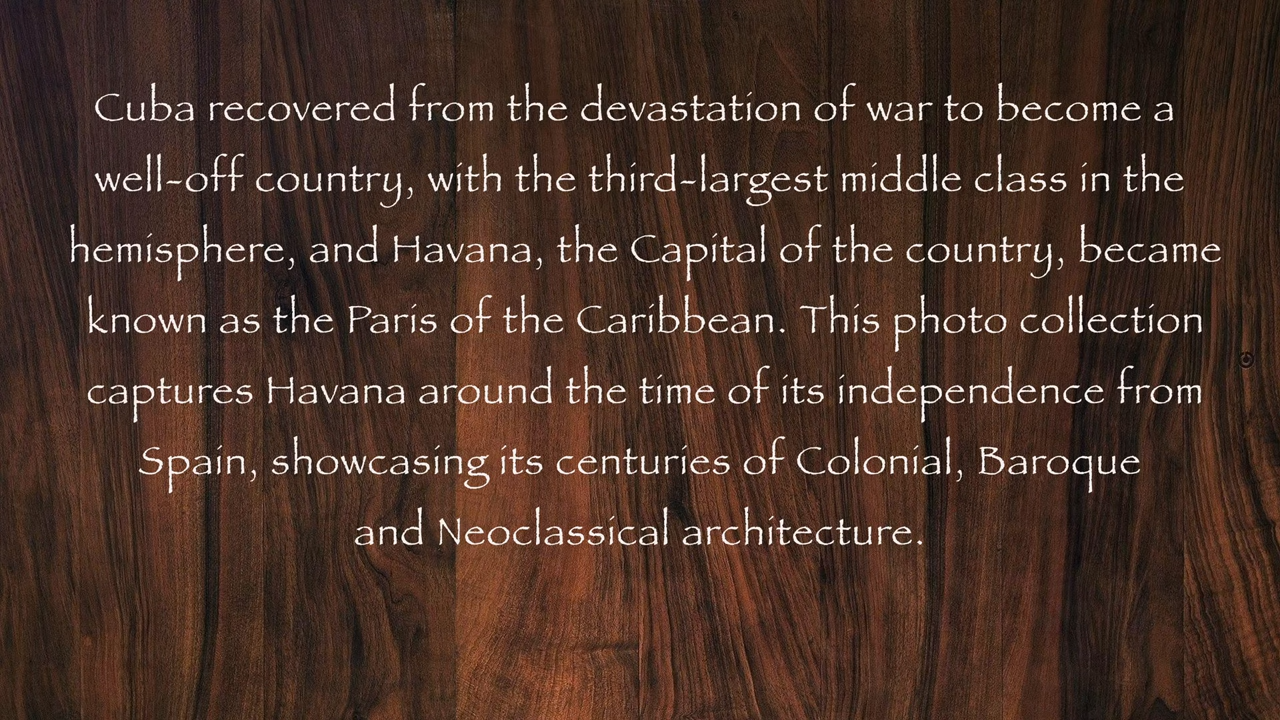 Cuba recovered from the devastation of war to become a
well-off country, with the third-largest middle class in the
hemisphere, and Havana, the Capital of the country, became
known as the Paris of the Caribbean. This photo collection
captures Havana around the time of its independence from
Spain, showcasing its centuries of Colonial, Baroque
and Neoclassical architecture.